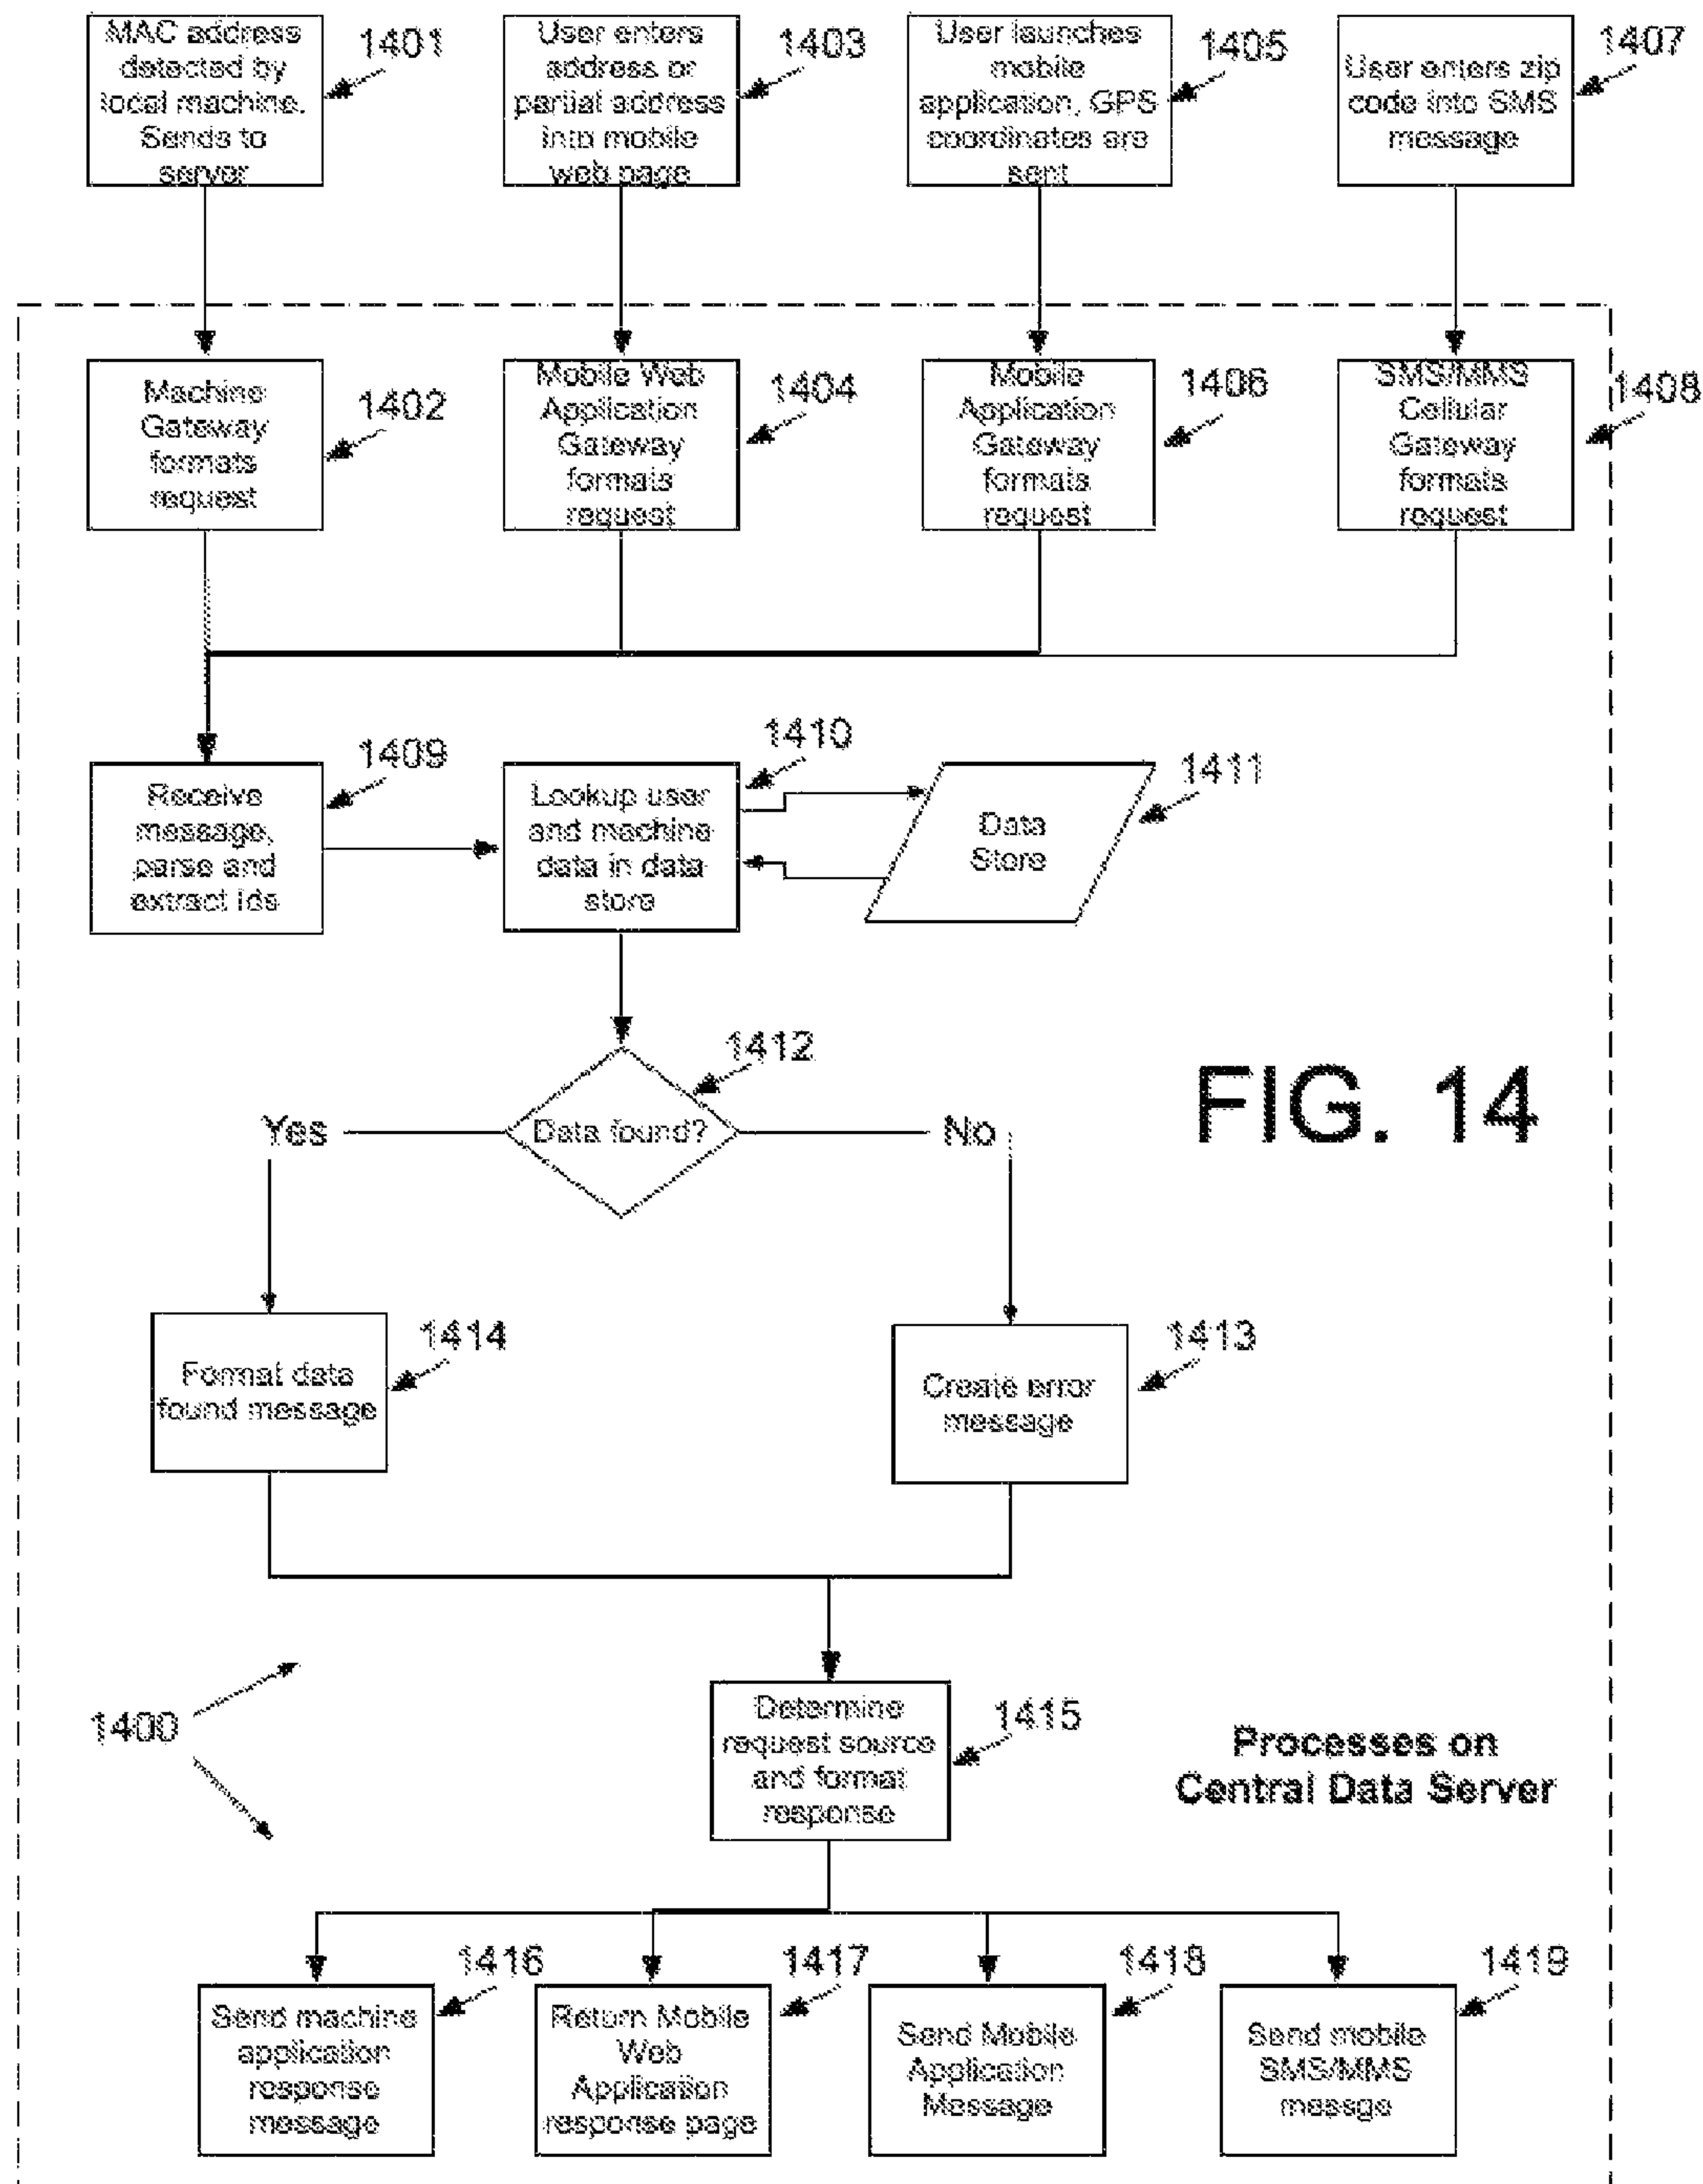 MAC address
detected by
local machine.
Sends to
server
1401
User enters
address or
partial address
into mobile
web page
1403
User launches
mobile
application, GPS
coordinates are
sent
1405
User enters zip
code into SMS
message
1407
Machine
Gateway
formats
request
1402
Mobile Web
Application
Gateway
formats
request
1404
Mobile
Application
Gateway
formats
request
1406
SMS/MMS
Cellular
Gateway
formats
request
1408
Receive
message,
parse and
extract ids
1409
Lookup user
and machine
data in data
store
1410
Data
Store
1411
Data found?
1412
Yes
No
FIG. 14
Format data
found message
1414
Create error
message
1413
1400
Determine
request source
and format
response
1415
Processes on
Central Data Server
Send machine
application
response
message
1416
Return Mobile
Web
Application
response page
1417
Send Mobile
Application
Message
1418
Send mobile
SMS/MMS
messge
1419